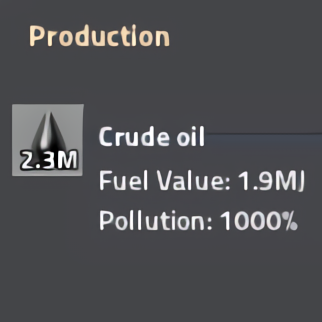 Production
2.3M
Crude oil
Fuel Value: 1.9MJ
Pollution: 1000%